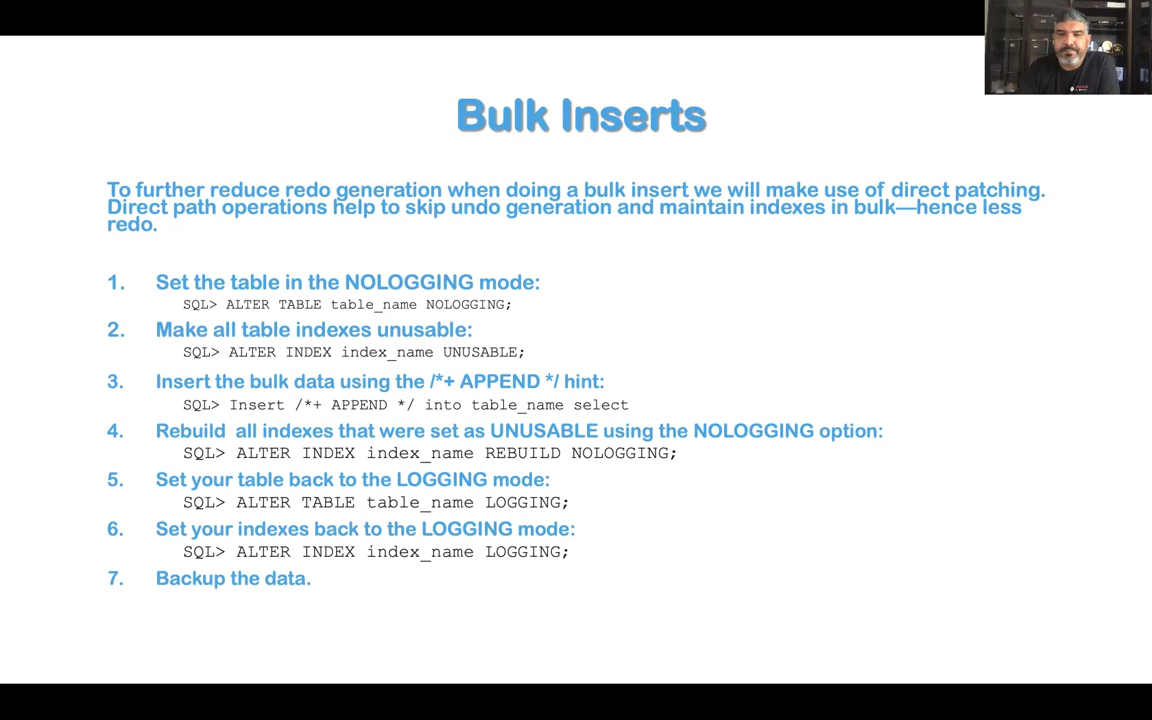 Bulk Inserts
To further reduce redo generation when doing a bulk insert we will make use of direct patching.
Direct path operations help to skip undo generation and maintain indexes in bulk—hence less
redo.
1. Set the table in the NOLOGGING mode:
SQL> ALTER TABLE table_name NOLOGGING;
2. Make all table indexes unusable:
SQL> ALTER INDEX index_name UNUSABLE;
3. Insert the bulk data using the /*+ APPEND */ hint:
SQL> Insert /*+ APPEND */ into table_name select
4. Rebuild all indexes that were set as UNUSABLE using the NOLOGGING option:
SQL> ALTER INDEX index_name REBUILD NOLOGGING;
5. Set your table back to the LOGGING mode:
SQL> ALTER TABLE table_name LOGGING;
6. Set your indexes back to the LOGGING mode:
SQL> ALTER INDEX index_name LOGGING;
7. Backup the data.